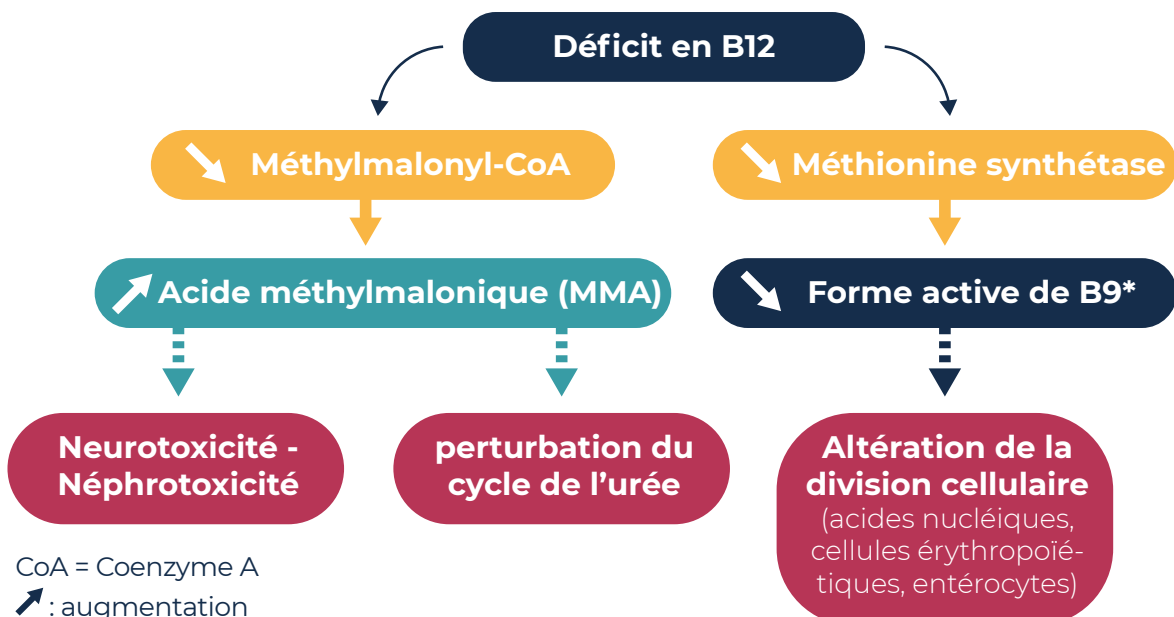 Déficit en B12
Méthylmalonyl-CoA
Méthionine synthétase
Acide méthylmalonique (MMA)
Forme active de B9*
Neurotoxicité -
Néphrotoxicité
perturbation du
cycle de l’urée
Altération de la
division cellulaire
(acides nucléiques,
cellules érythropoïé-
tiques, entérocytes)
CoA = Coenzyme A
: augmentation